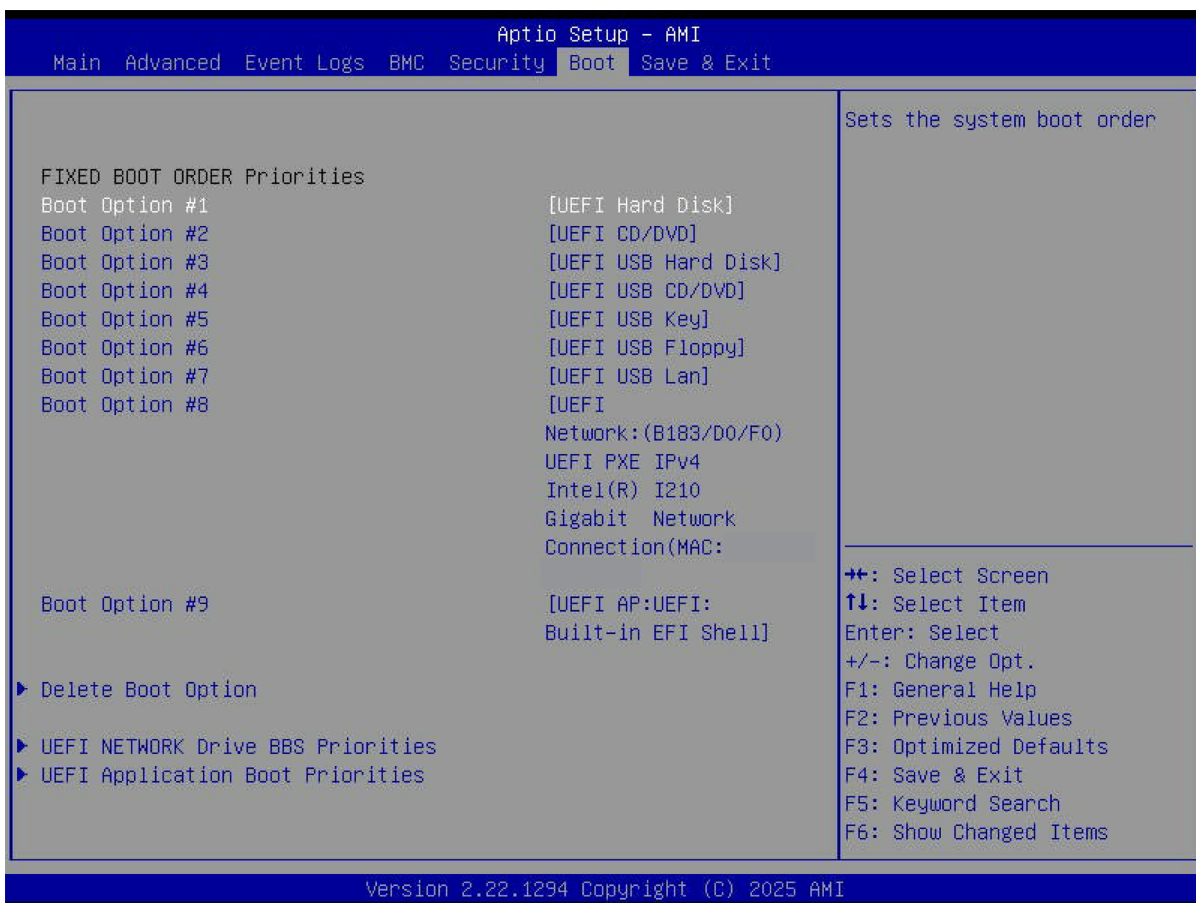 Aptio Setup – AMI
Main Advanced Event Logs BMC Security Boot Save & Exit
Sets the system boot order
FIXED BOOT ORDER Priorities
Boot Option #1 [UEFI Hard Disk]
Boot Option #2 [UEFI CD/DVD]
Boot Option #3 [UEFI USB Hard Disk]
Boot Option #4 [UEFI USB CD/DVD]
Boot Option #5 [UEFI USB Key]
Boot Option #6 [UEFI USB Floppy]
Boot Option #7 [UEFI USB Lan]
Boot Option #8 [UEFI
Network:(B183/D0/F0)
UEFI PXE IPv4
Intel(R) I210
Gigabit Network
Connection(MAC:
Boot Option #9 [UEFI AP:UEFI:
Built-in EFI Shell]
▶ Delete Boot Option
▶ UEFI NETWORK Drive BBS Priorities
▶ UEFI Application Boot Priorities
→←: Select Screen
↑↓: Select Item
Enter: Select
+/-: Change Opt.
F1: General Help
F2: Previous Values
F3: Optimized Defaults
F4: Save & Exit
F5: Keyword Search
F6: Show Changed Items
Version 2.22.1294 Copyright (C) 2025 AMI